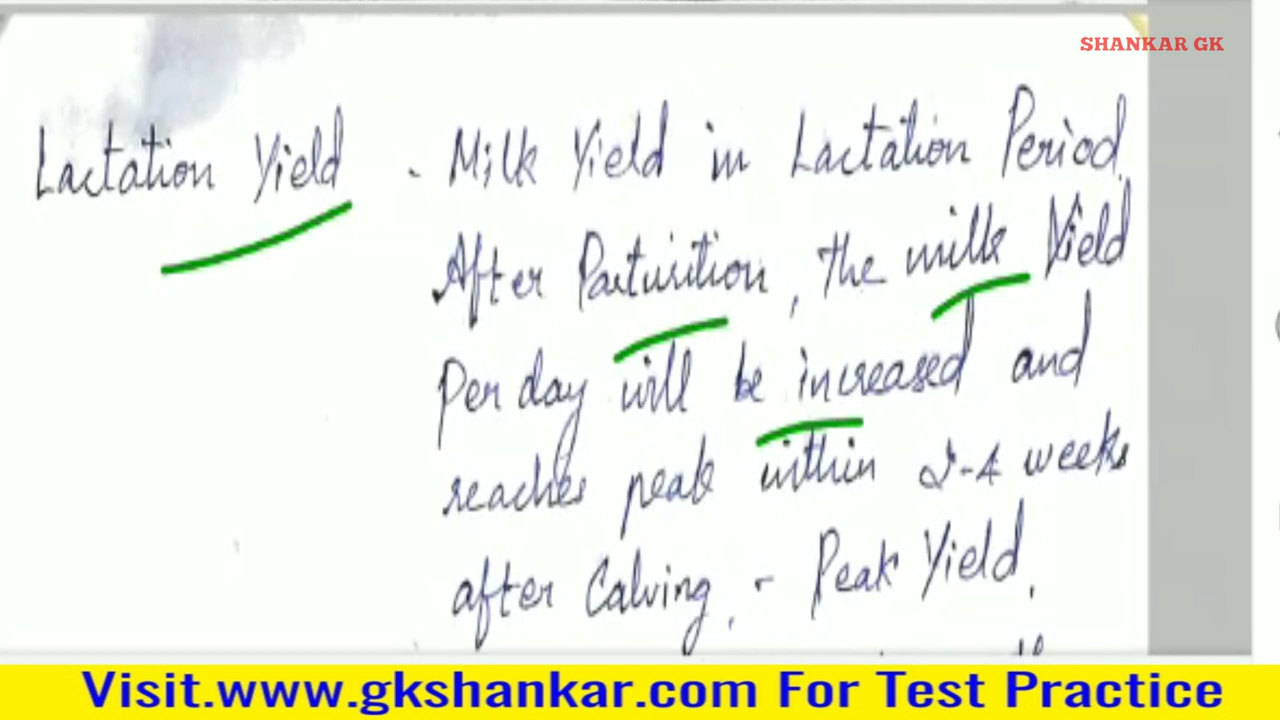 SHANKAR GK
Lactation Yield - Milk Yield in Lactation Period.
After Parturition, the milk Yield
Per day will be increased and
reaches peak within 2-4 weeks
after Calving. - Peak Yield.
Visit.www.gkshankar.com For Test Practice